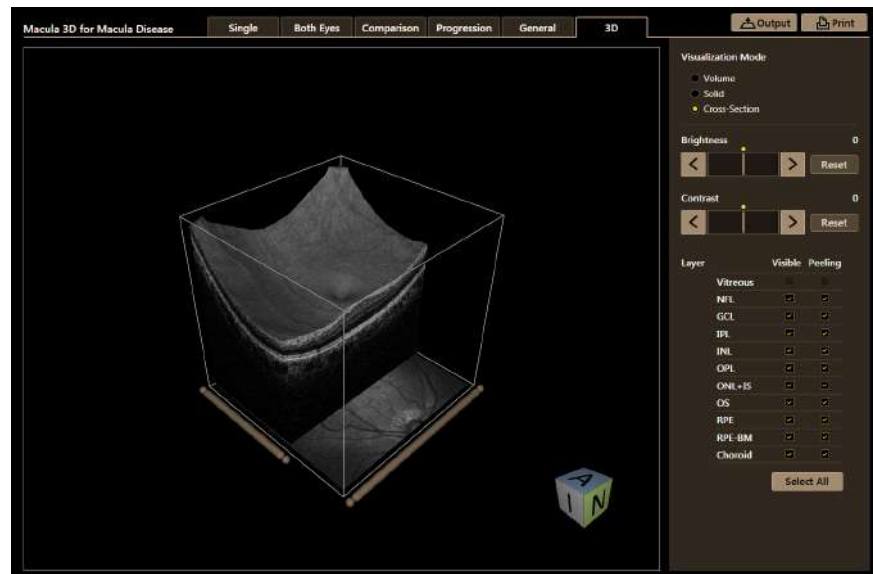 Macula 3D for Macula Disease
Single
Both Eyes
Comparison
Progression
General
3D
Output
Print
Visualization Mode
Volume
Solid
Cross-Section
Brightness 0
< > Reset
Contrast 0
< > Reset
Layer Visible Peeling
Vitreous
NFL
GCL
IPL
INL
OPL
ONL+IS
OS
RPE
RPE-BM
Choroid
Select All
A
I N